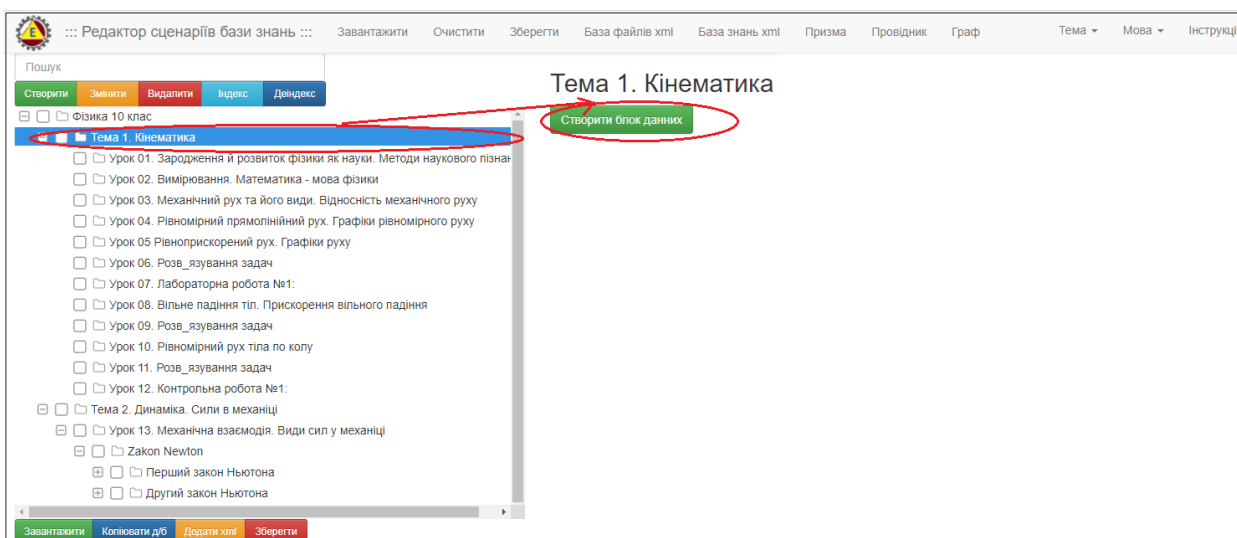 E ::: Редактор сценаріїв бази знань ::: Завантажити Очистити Зберегти База файлів xml База знань xml Призма Провідник Граф Тема Мова Інструкці
Пошук
Створити Змінити Видалити Індекс Деіндекс
Фізика 10 клас
Тема 1. Кінематика
Урок 01. Зародження й розвиток фізики як науки. Методи наукового пізнан
Урок 02. Вимірювання. Математика - мова фізики
Урок 03. Механічний рух та його види. Відносність механічного руху
Урок 04. Рівномірний прямолінійний рух. Графіки рівномірного руху
Урок 05 Рівноприскорений рух. Графіки руху
Урок 06. Розв_язування задач
Урок 07. Лабораторна робота №1:
Урок 08. Вільне падіння тіл. Прискорення вільного падіння
Урок 09. Розв_язування задач
Урок 10. Рівномірний рух тіла по колу
Урок 11. Розв_язування задач
Урок 12. Контрольна робота №1:
Тема 2. Динаміка. Сили в механіці
Урок 13. Механічна взаємодія. Види сил у механіці
Zakon Newton
Перший закон Ньютона
Другий закон Ньютона
Завантажити Копіювати д/б Додати xml Зберегти
Тема 1. Кінематика
Створити блок данних